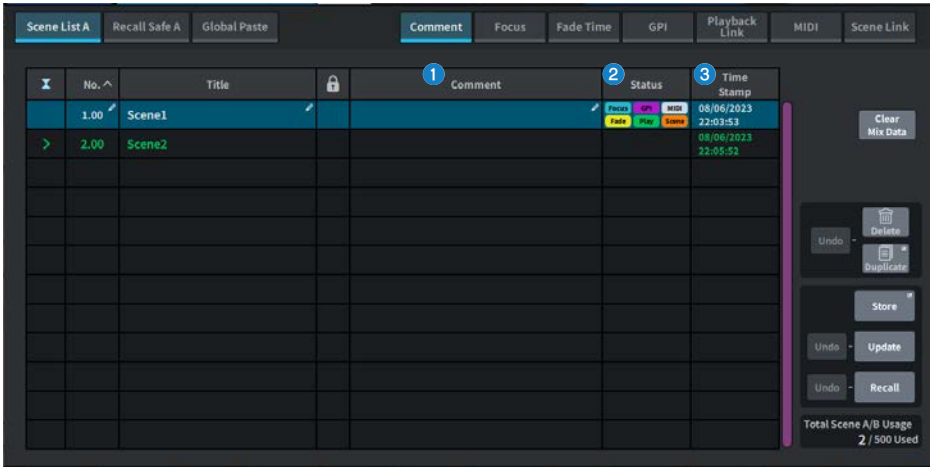 Scene List A Recall Safe A Global Paste Comment Focus Fade Time GPI Playback Link MIDI Scene Link
No. Title 1 Comment 2 Status 3 Time Stamp
1.00 Scene1 Focus GPI MIDI 08/06/2023
Fade Play Scene 22:03:53
Clear
Mix Data
> 2.00 Scene2 08/06/2023
22:05:52
Undo - Delete
Duplicate
Store
Undo - Update
Undo - Recall
Total Scene A/B Usage
2 / 500 Used